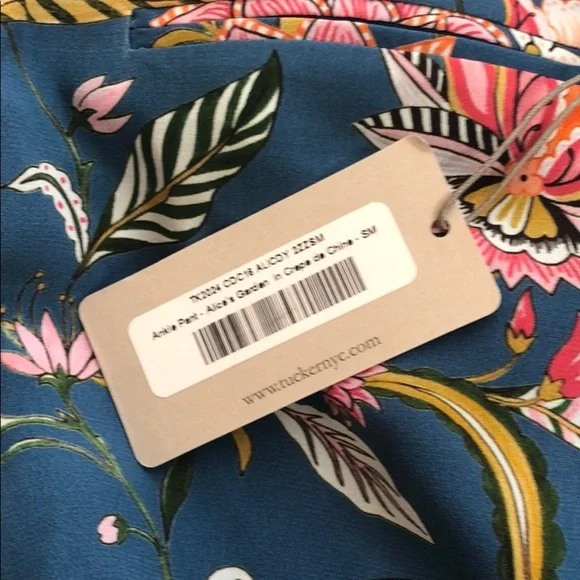 TK2024 CDC16 ALICDY 2ZZSM
Ankle Pant - Alice's Garden in Crepe de Chine - SM
www.tuckernyc.com